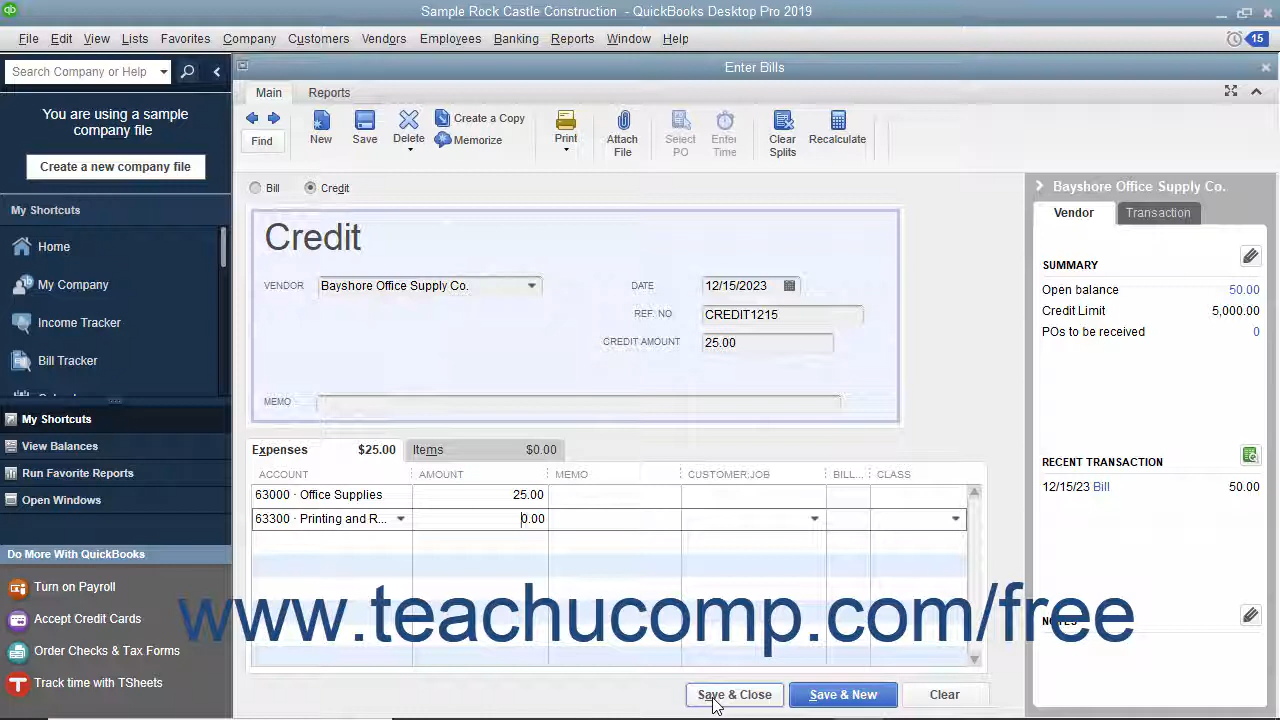 Sample Rock Castle Construction - QuickBooks Desktop Pro 2019
File Edit View Lists Favorites Company Customers Vendors Employees Banking Reports Window Help 15
Search Company or Help
You are using a sample
company file
Create a new company file
My Shortcuts
Home
My Company
Income Tracker
Bill Tracker
My Shortcuts
View Balances
Run Favorite Reports
Open Windows
Do More With QuickBooks
Turn on Payroll
Accept Credit Cards
Order Checks & Tax Forms
Track time with TSheets
Enter Bills
Main Reports
Find
New
Save
Delete
Create a Copy
Memorize
Print
Attach
File
Select
PO
Enter
Time
Clear
Splits
Recalculate
Bill Credit
Credit
VENDOR Bayshore Office Supply Co.
DATE 12/15/2023
REF. NO. CREDIT1215
CREDIT AMOUNT 25.00
MEMO
Expenses $25.00 Items $0.00
ACCOUNT AMOUNT MEMO CUSTOMER:JOB BILL... CLASS
63000 · Office Supplies 25.00
63300 · Printing and R... 0.00
Save & Close Save & New Clear
Bayshore Office Supply Co.
Vendor Transaction
SUMMARY
Open balance 50.00
Credit Limit 5,000.00
POs to be received 0
RECENT TRANSACTION
12/15/23 Bill 50.00
NOTES
www.teachucomp.com/free